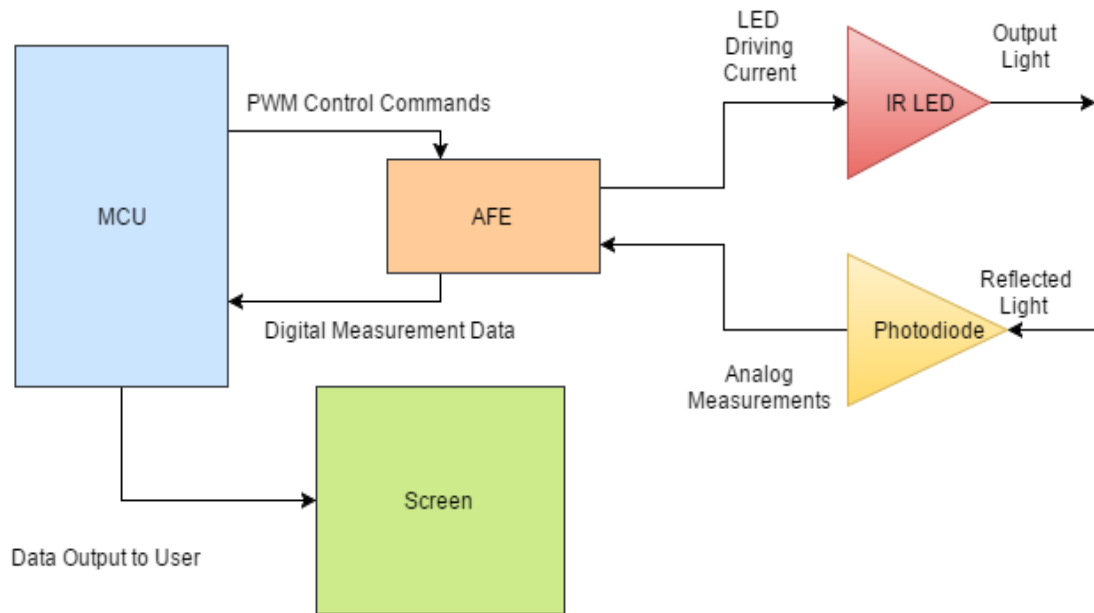 LED
Driving
Current
Output
Light
PWM Control Commands
IR LED
MCU
AFE
Reflected
Light
Digital Measurement Data
Photodiode
Analog
Measurements
Screen
Data Output to User